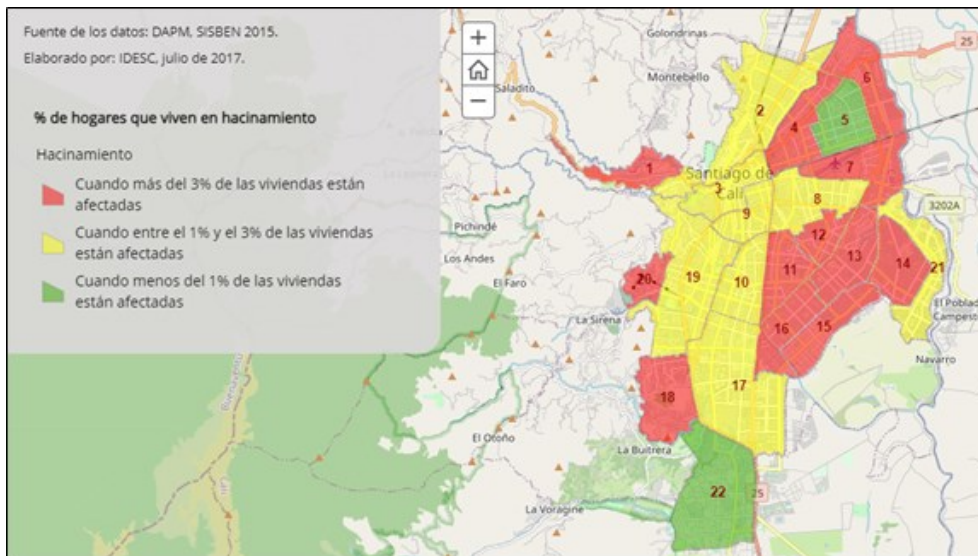 Fuente de los datos: DAPM, SISBEN 2015.
Elaborado por: IDESC, julio de 2017.
% de hogares que viven en hacinamiento
Hacinamiento
Cuando más del 3% de las viviendas están
afectadas
Cuando entre el 1% y el 3% de las viviendas
están afectadas
Cuando menos del 1% de las viviendas
están afectadas
+
−
Golondrinas
25
Montebello
Saladito
6
2
4
5
7
1
Santiago de
Cali
3
8
9
3202A
Pichindé
12
13
Los Andes
11
14
21
El Faro
20
19
10
La Sirena
El Poblad
Campest
16
15
Navarro
17
18
El Otoño
La Buitrera
22
25
La Voragine
Cali